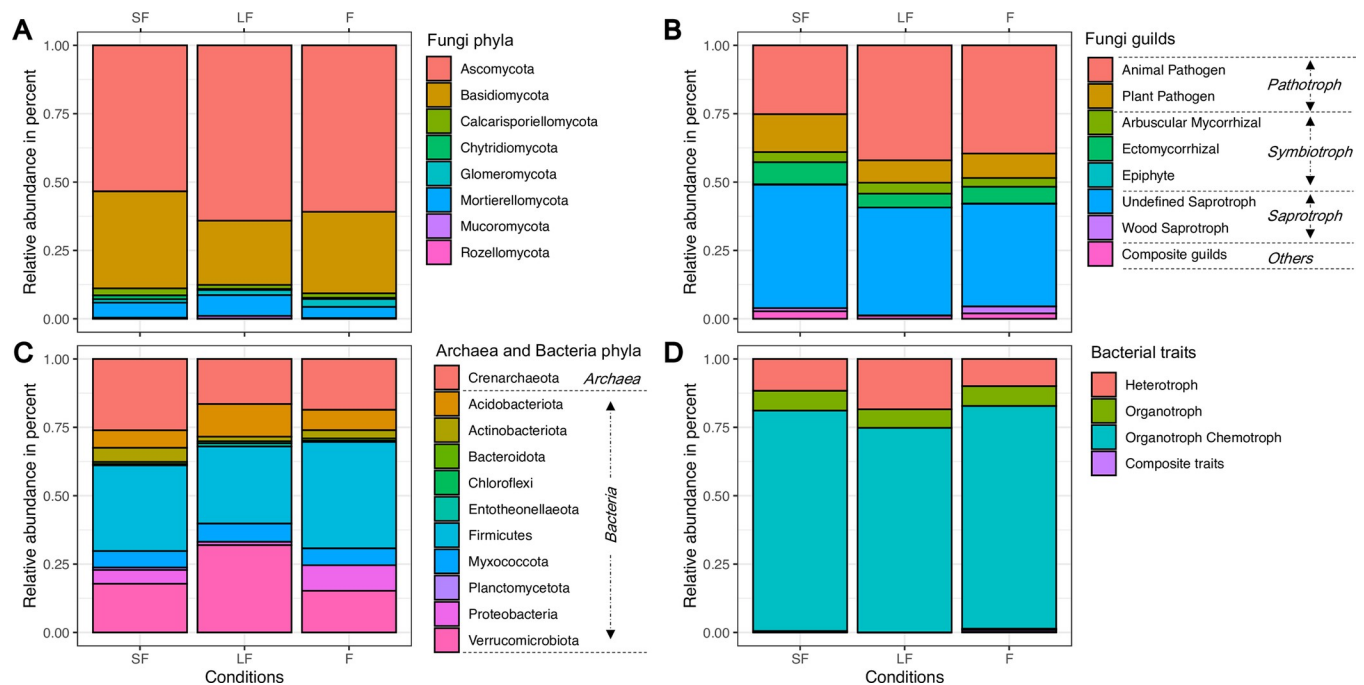 A
SF LF F
Relative abundance in percent
1.00
0.75
0.50
0.25
0.00
Fungi phyla
Ascomycota
Basidiomycota
Calcarisporiellomycota
Chytridiomycota
Glomeromycota
Mortierellomycota
Mucoromycota
Rozellomycota
B
SF LF F
Relative abundance in percent
1.00
0.75
0.50
0.25
0.00
Fungi guilds
Animal Pathogen
Plant Pathogen
Pathotroph
Arbuscular Mycorrhizal
Ectomycorrhizal
Epiphyte
Symbiotroph
Undefined Saprotroph
Wood Saprotroph
Saprotroph
Composite guilds
Others
C
Relative abundance in percent
1.00
0.75
0.50
0.25
0.00
SF LF F
Conditions
Archaea and Bacteria phyla
Crenarchaeota Archaea
Acidobacteriota
Actinobacteriota
Bacteroidota
Chloroflexi
Entotheonellaeota
Firmicutes
Myxococcota
Planctomycetota
Proteobacteria
Verrucomicrobiota
Bacteria
D
Relative abundance in percent
1.00
0.75
0.50
0.25
0.00
SF LF F
Conditions
Bacterial traits
Heterotroph
Organotroph
Organotroph Chemotroph
Composite traits